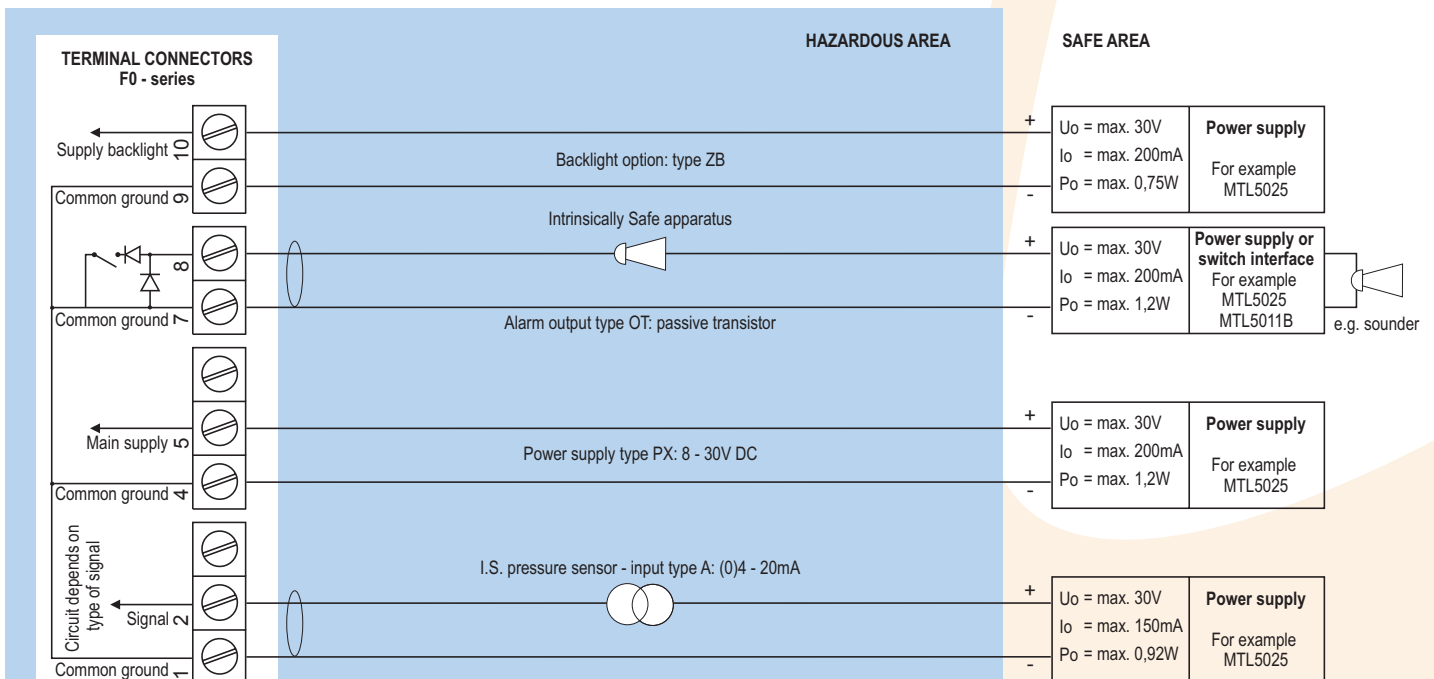 HAZARDOUS AREA
SAFE AREA
TERMINAL CONNECTORS
F0 - series
Supply backlight
10
Common ground
9
Backlight option: type ZB
+
-
Uo = max. 30V
Io = max. 200mA
Po = max. 0,75W
Power supply
For example
MTL5025
8
Common ground
7
Intrinsically Safe apparatus
Alarm output type OT: passive transistor
+
-
Uo = max. 30V
Io = max. 200mA
Po = max. 1,2W
Power supply or
switch interface
For example
MTL5025
MTL5011B
e.g. sounder
Main supply
5
Common ground
4
Power supply type PX: 8 - 30V DC
+
-
Uo = max. 30V
Io = max. 200mA
Po = max. 1,2W
Power supply
For example
MTL5025
Circuit depends on
type of signal
Signal
2
Common ground
1
I.S. pressure sensor - input type A: (0)4 - 20mA
+
-
Uo = max. 30V
Io = max. 150mA
Po = max. 0,92W
Power supply
For example
MTL5025